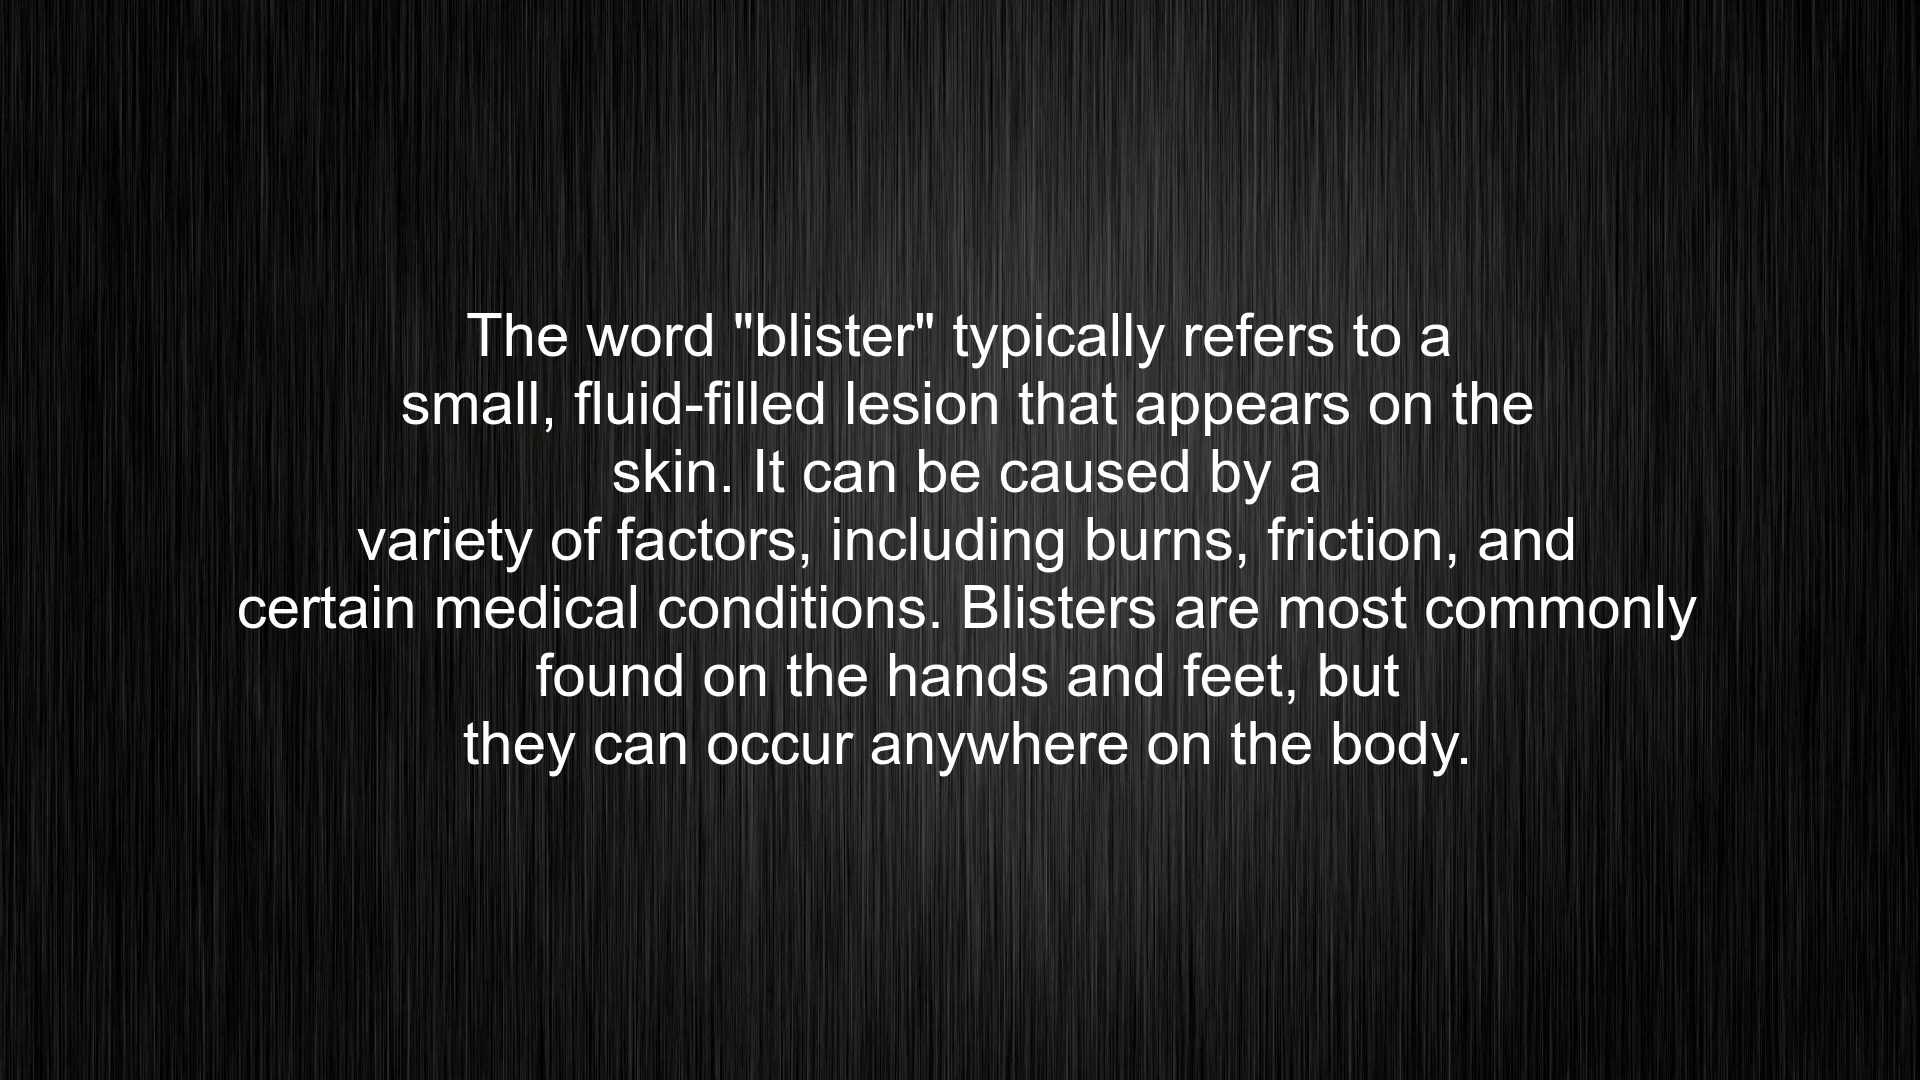 The word "blister" typically refers to a
small, fluid-filled lesion that appears on the
skin. It can be caused by a
variety of factors, including burns, friction, and
certain medical conditions. Blisters are most commonly
found on the hands and feet, but
they can occur anywhere on the body.